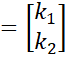 = [k₁
k₂]